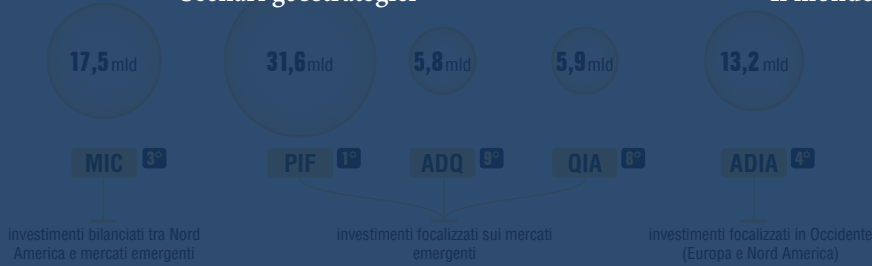 Scenari geostrategici
Il mondo
17,5 mld
31,6 mld
5,8 mld
5,9 mld
13,2 mld
MIC 3°
PIF 1°
ADQ 9°
QIA 8°
ADIA 4°
investimenti bilanciati tra Nord
America e mercati emergenti
investimenti focalizzati sui mercati
emergenti
investimenti focalizzati in Occidente
(Europa e Nord America)